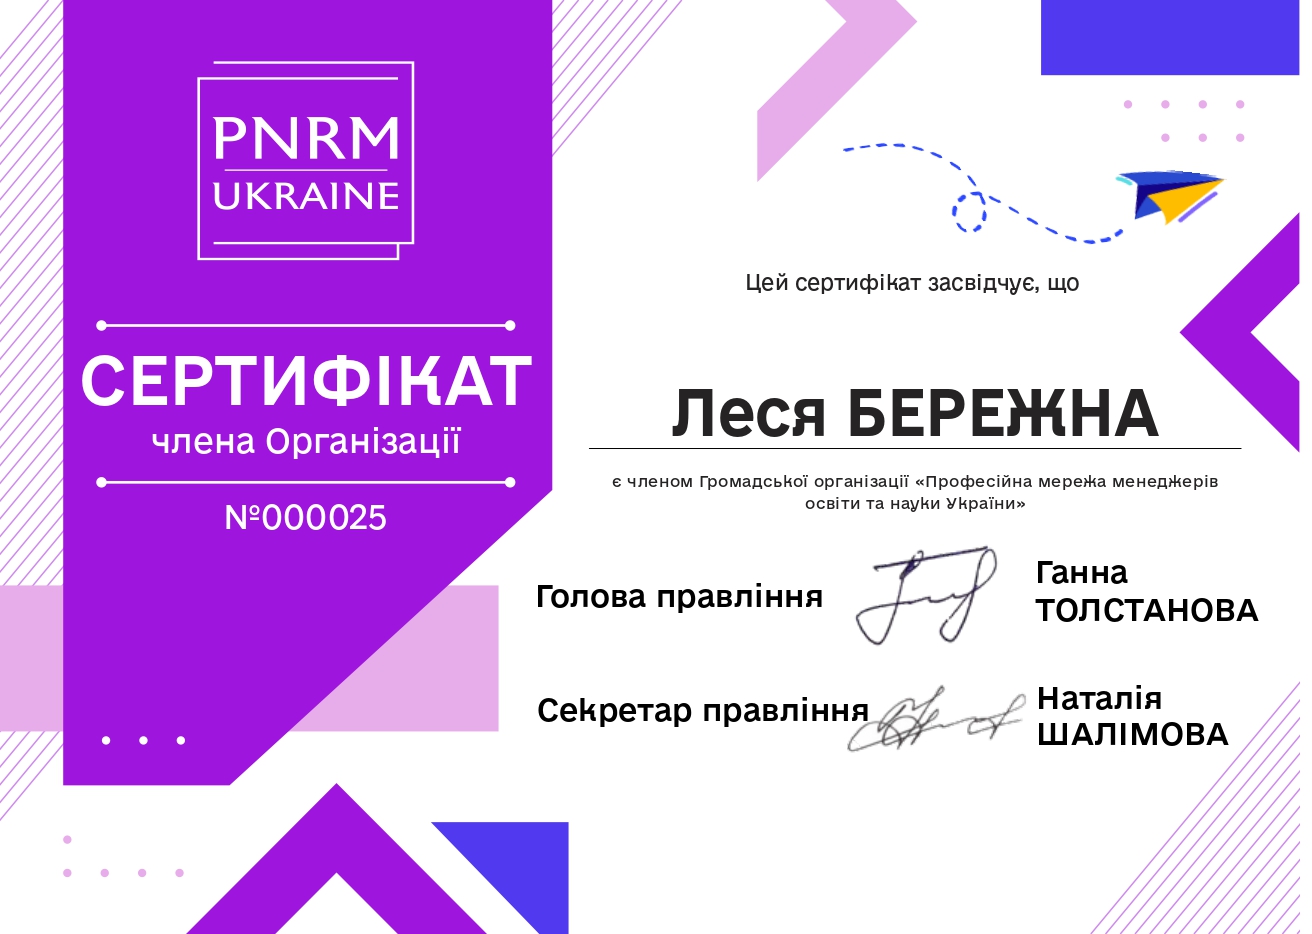 PNRM
UKRAINE
СЕРТИФІКАТ
члена Організації
№000025
Цей сертифікат засвідчує, що
Леся БЕРЕЖНА
є членом Громадської організації «Професійна мережа менеджерів
освіти та науки України»
Голова правління
Ганна
ТОЛСТАНОВА
Секретар правління
Наталія
ШАЛІМОВА